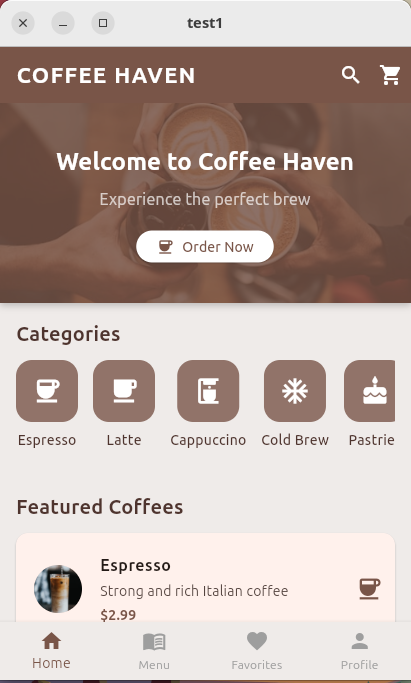 test1
COFFEE HAVEN
Welcome to Coffee Haven
Experience the perfect brew
Order Now
Categories
Espresso Latte Cappuccino Cold Brew Pastrie
Featured Coffees
Espresso
Strong and rich Italian coffee
$2.99
Home Menu Favorites Profile